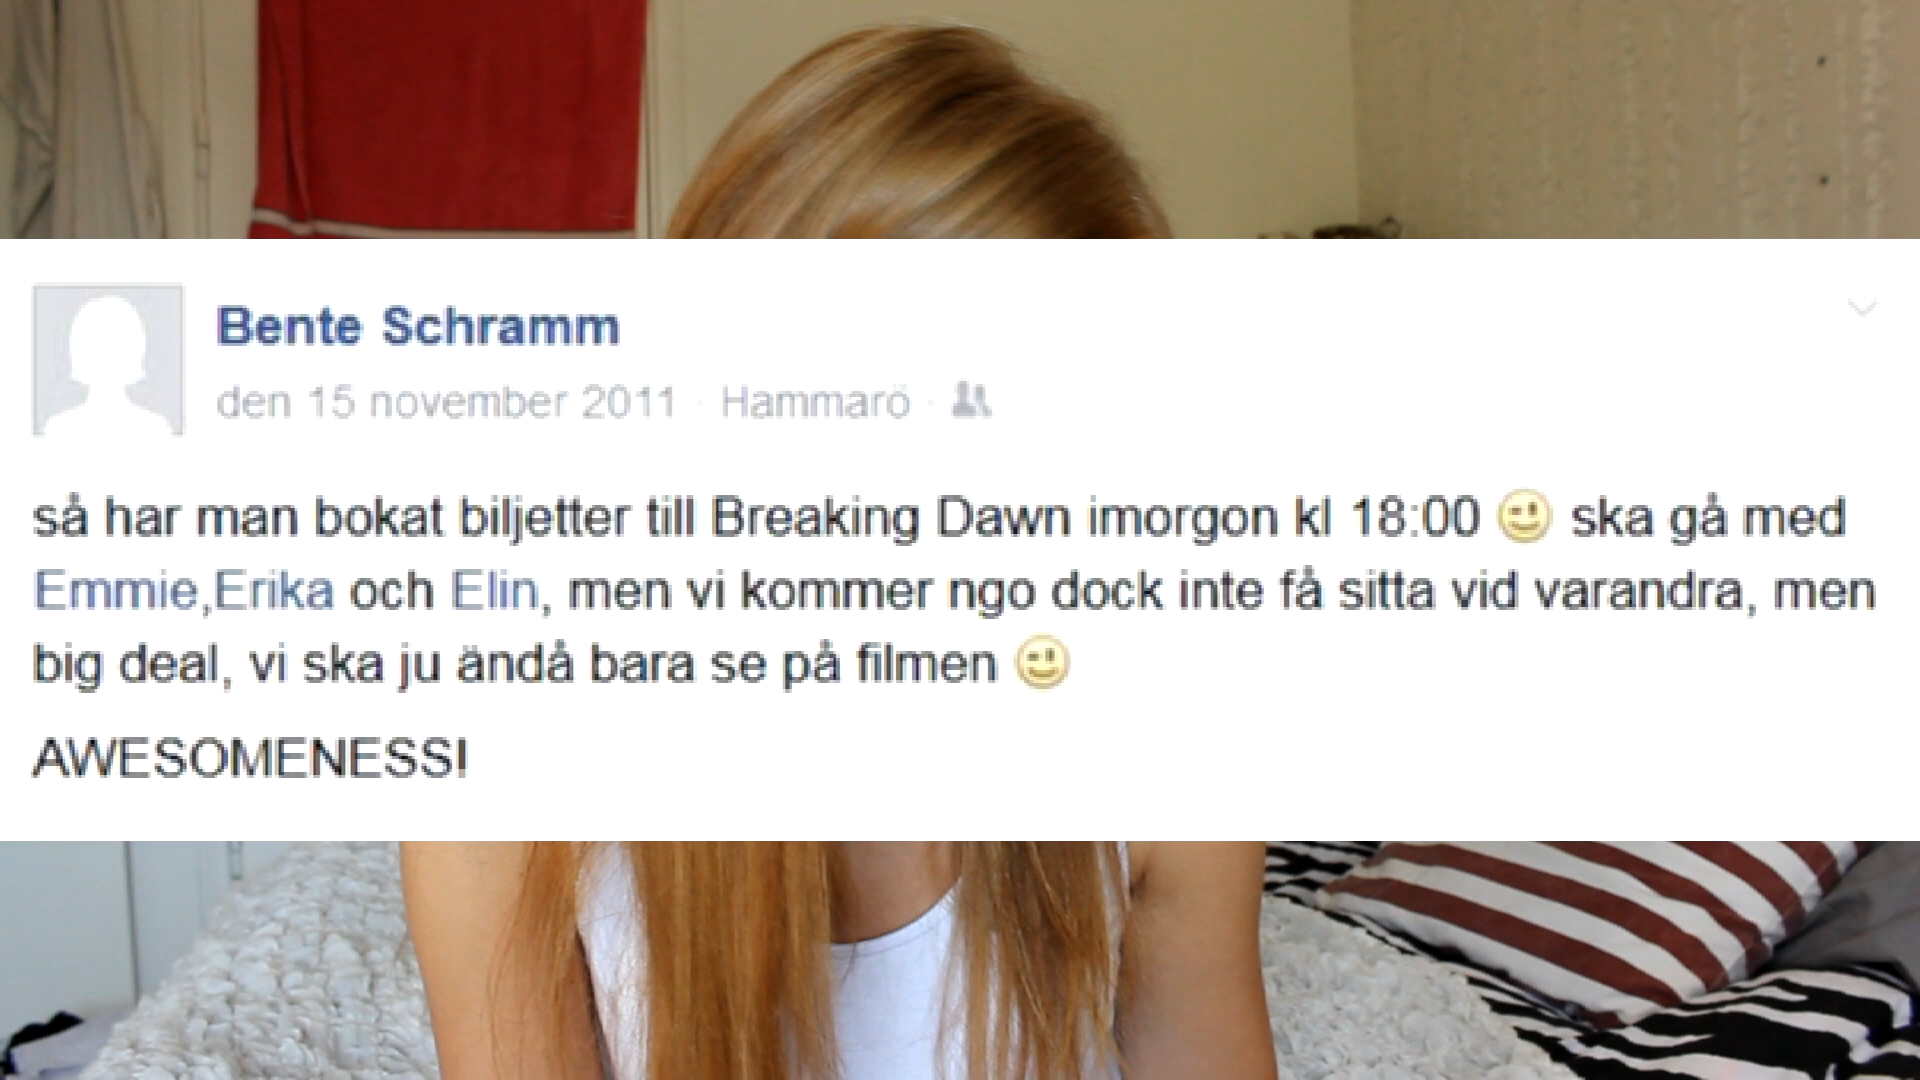 Bente Schramm
den 15 november 2011 · Hammarö ·
så har man bokat biljetter till Breaking Dawn imorgon kl 18:00 😉 ska gå med
Emmie,Erika och Elin, men vi kommer ngo dock inte få sitta vid varandra, men
big deal, vi ska ju ändå bara se på filmen 😉
AWESOMENESS!